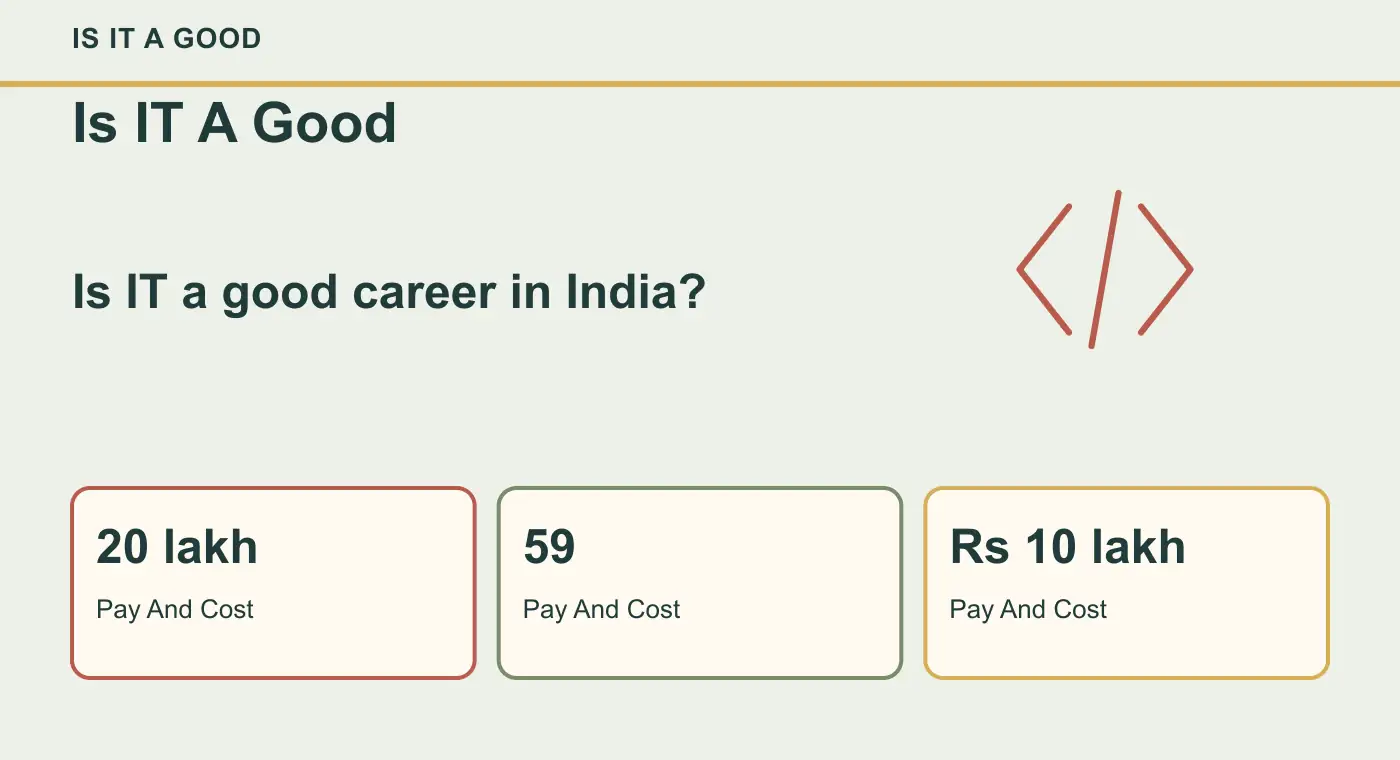 IS IT A GOOD
Is IT A Good
Is IT a good career in India?
20 lakh
Pay And Cost
59
Pay And Cost
Rs 10 lakh
Pay And Cost